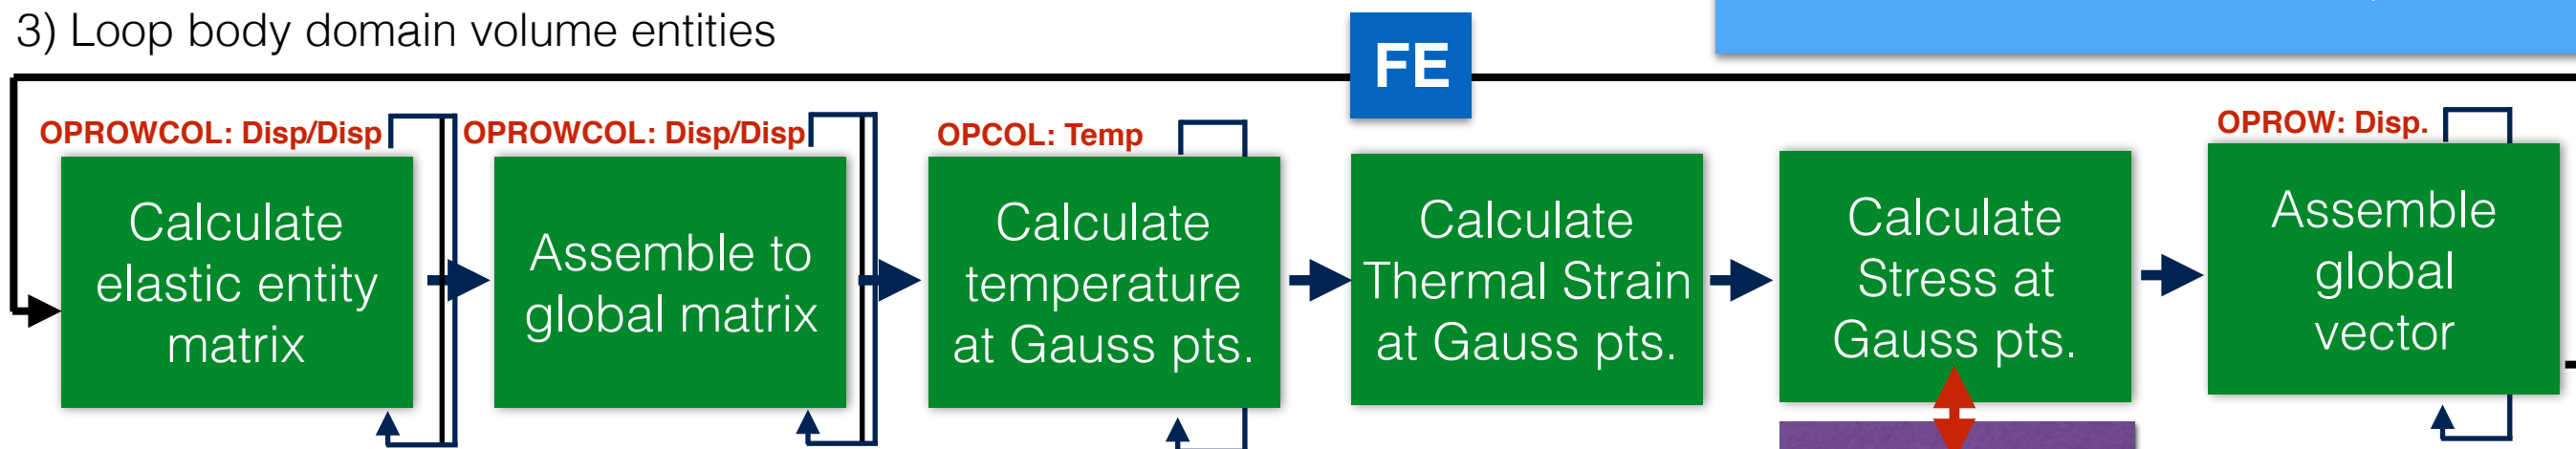 3) Loop body domain volume entities
FE
OPROWCOL: Disp/Disp
Calculate
elastic entity
matrix
OPROWCOL: Disp/Disp
Assemble to
global matrix
OPCOL: Temp
Calculate
temperature
at Gauss pts.
Calculate
Thermal Strain
at Gauss pts.
Calculate
Stress at
Gauss pts.
OPROW: Disp.
Assemble
global
vector